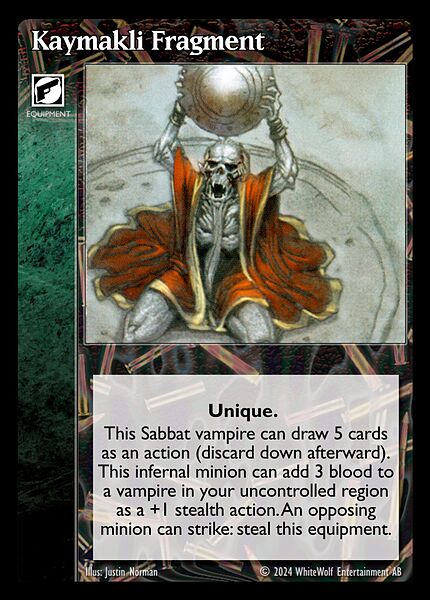 Kaymakli Fragment
EQUIPMENT
Unique.
This Sabbat vampire can draw 5 cards
as an action (discard down afterward).
This infernal minion can add 3 blood to
a vampire in your uncontrolled region
as a +1 stealth action. An opposing
minion can strike: steal this equipment.
Illus: Justin Norman
© 2024 WhiteWolf Entertainment AB